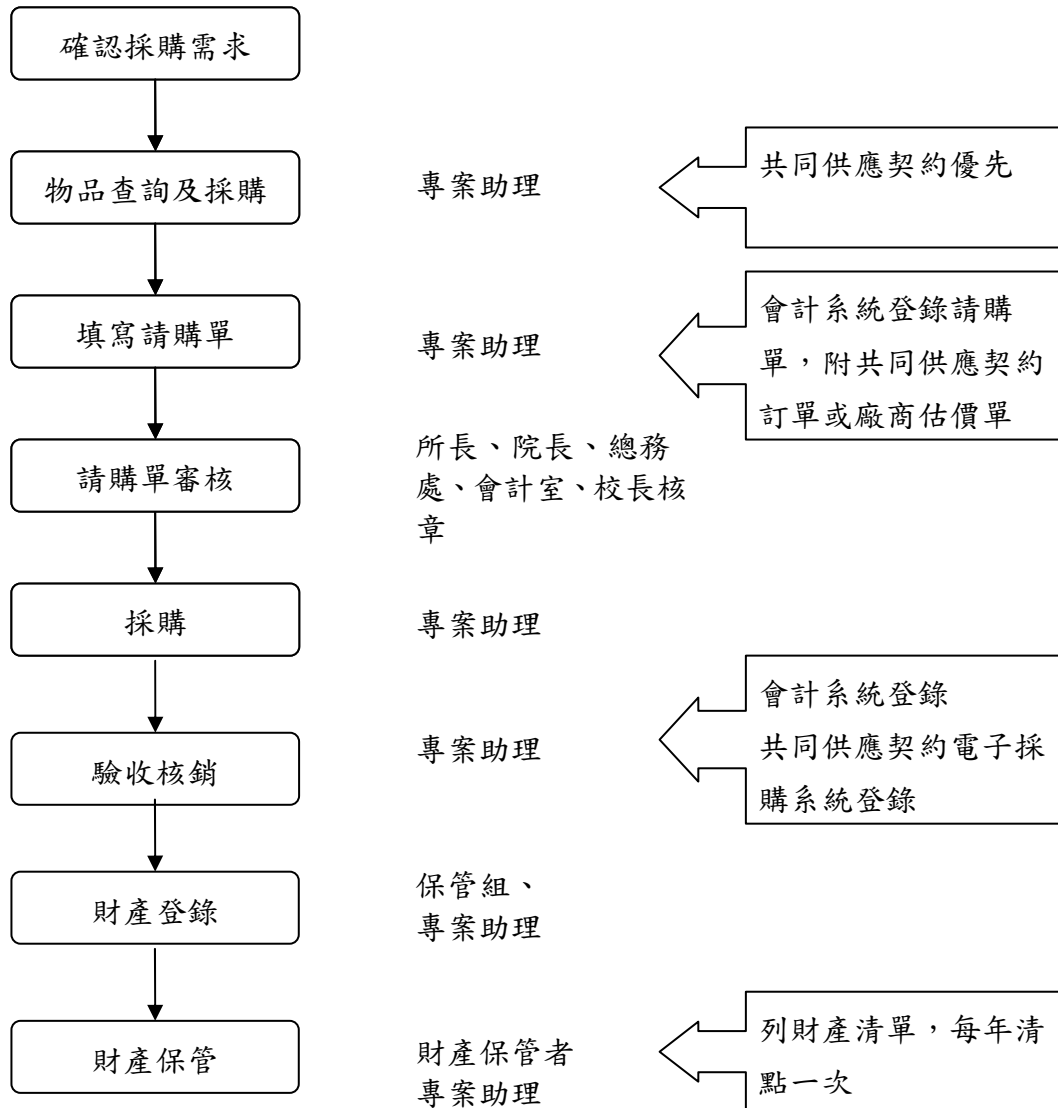 確認採購需求
物品查詢及採購
專案助理
共同供應契約優先
填寫請購單
專案助理
會計系統登錄請購
單，附共同供應契約
訂單或廠商估價單
請購單審核
所長、院長、總務
處、會計室、校長核
章
採購
專案助理
驗收核銷
專案助理
會計系統登錄
共同供應契約電子採
購系統登錄
財產登錄
保管組、
專案助理
財產保管
財產保管者
專案助理
列財產清單，每年清
點一次